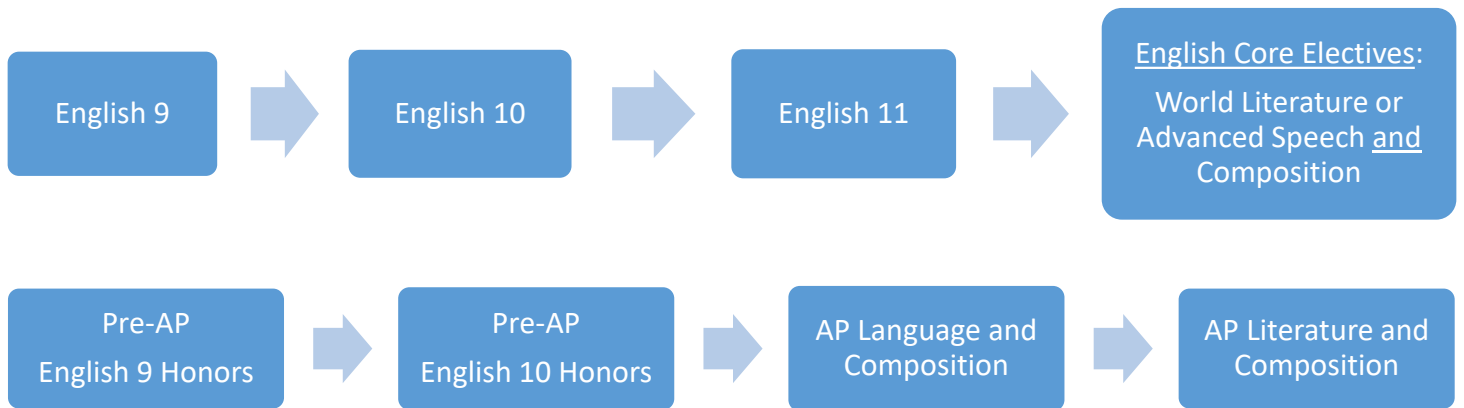 English 9
English 10
English 11
English Core Electives:
World Literature or
Advanced Speech and
Composition
Pre-AP
English 9 Honors
Pre-AP
English 10 Honors
AP Language and
Composition
AP Literature and
Composition